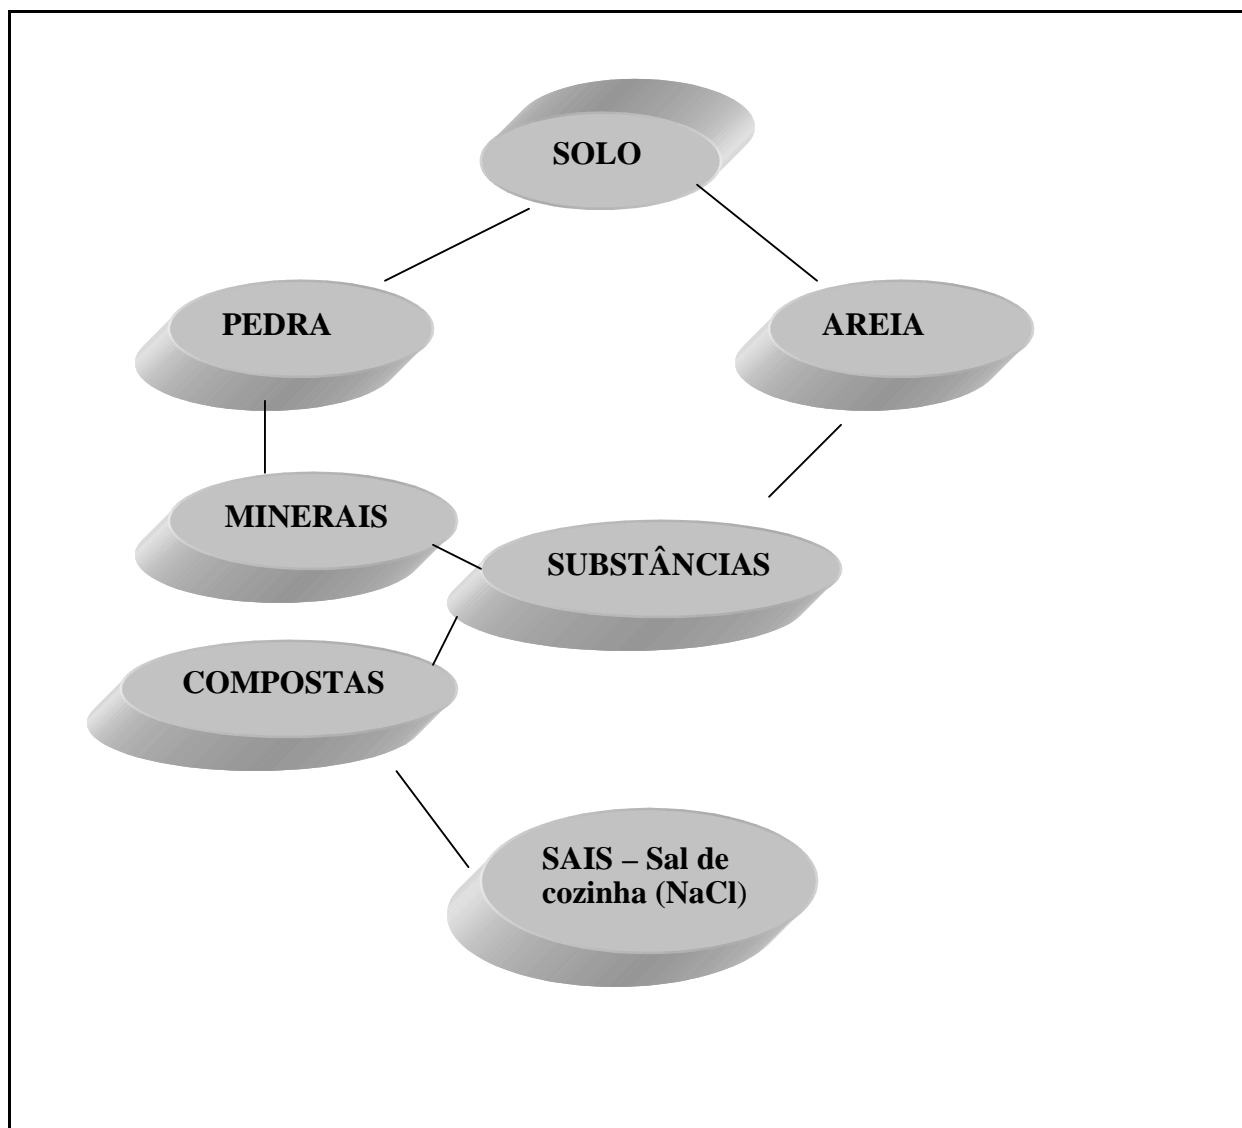 SOLO
PEDRA
AREIA
MINERAIS
SUBSTÂNCIAS
COMPOSTAS
SAIS – Sal de
cozinha (NaCl)